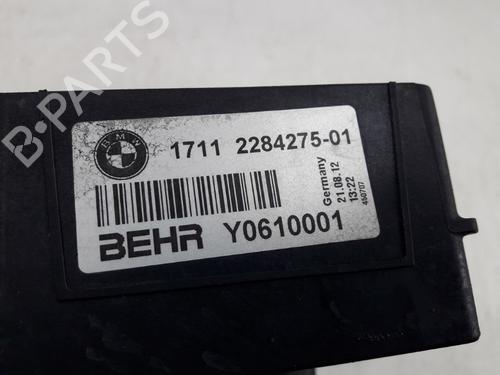 B-PARTS
BMW
1711 2284275-01
Germany
21.08.12
13:22
BEHR Y0610001